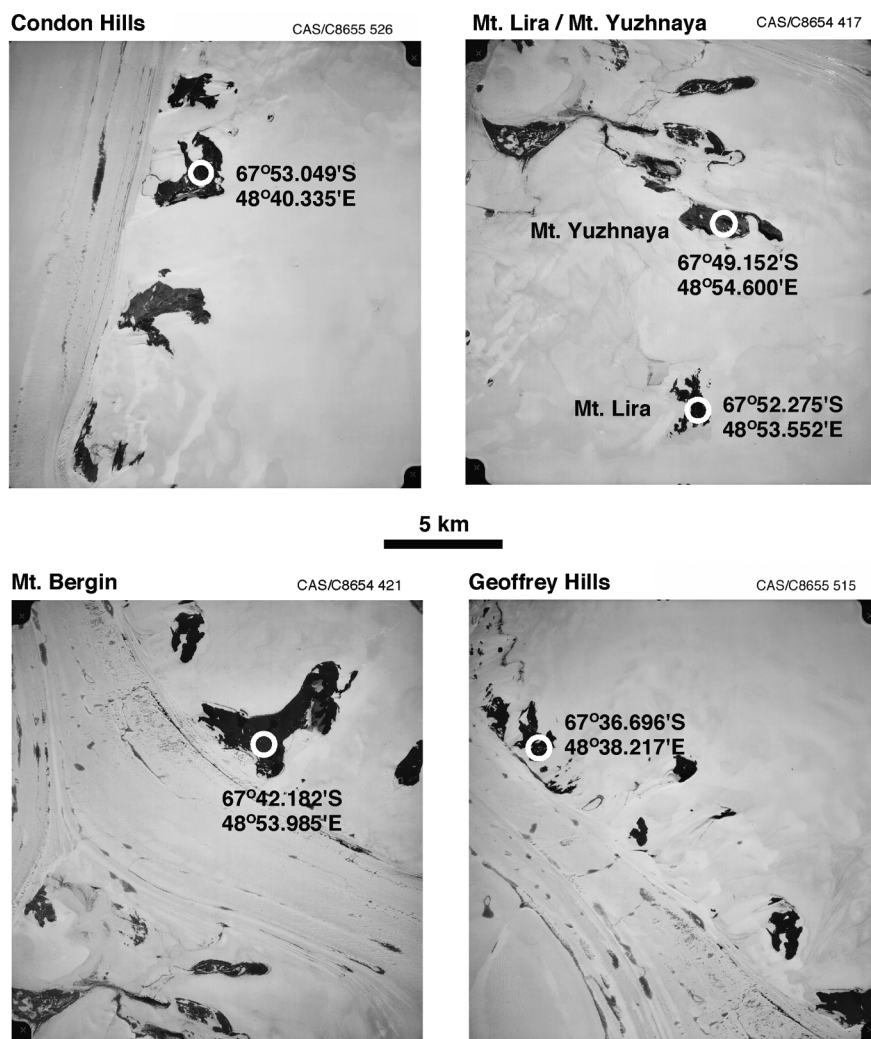 Condon Hills
CAS/C8655 526
67°53.049'S
48°40.335'E
Mt. Lira / Mt. Yuzhnaya
CAS/C8654 417
Mt. Yuzhnaya
67°49.152'S
48°54.600'E
Mt. Lira
67°52.275'S
48°53.552'E
5 km
Mt. Bergin
CAS/C8654 421
67°42.182'S
48°53.985'E
Geoffrey Hills
CAS/C8655 515
67°36.696'S
48°38.217'E